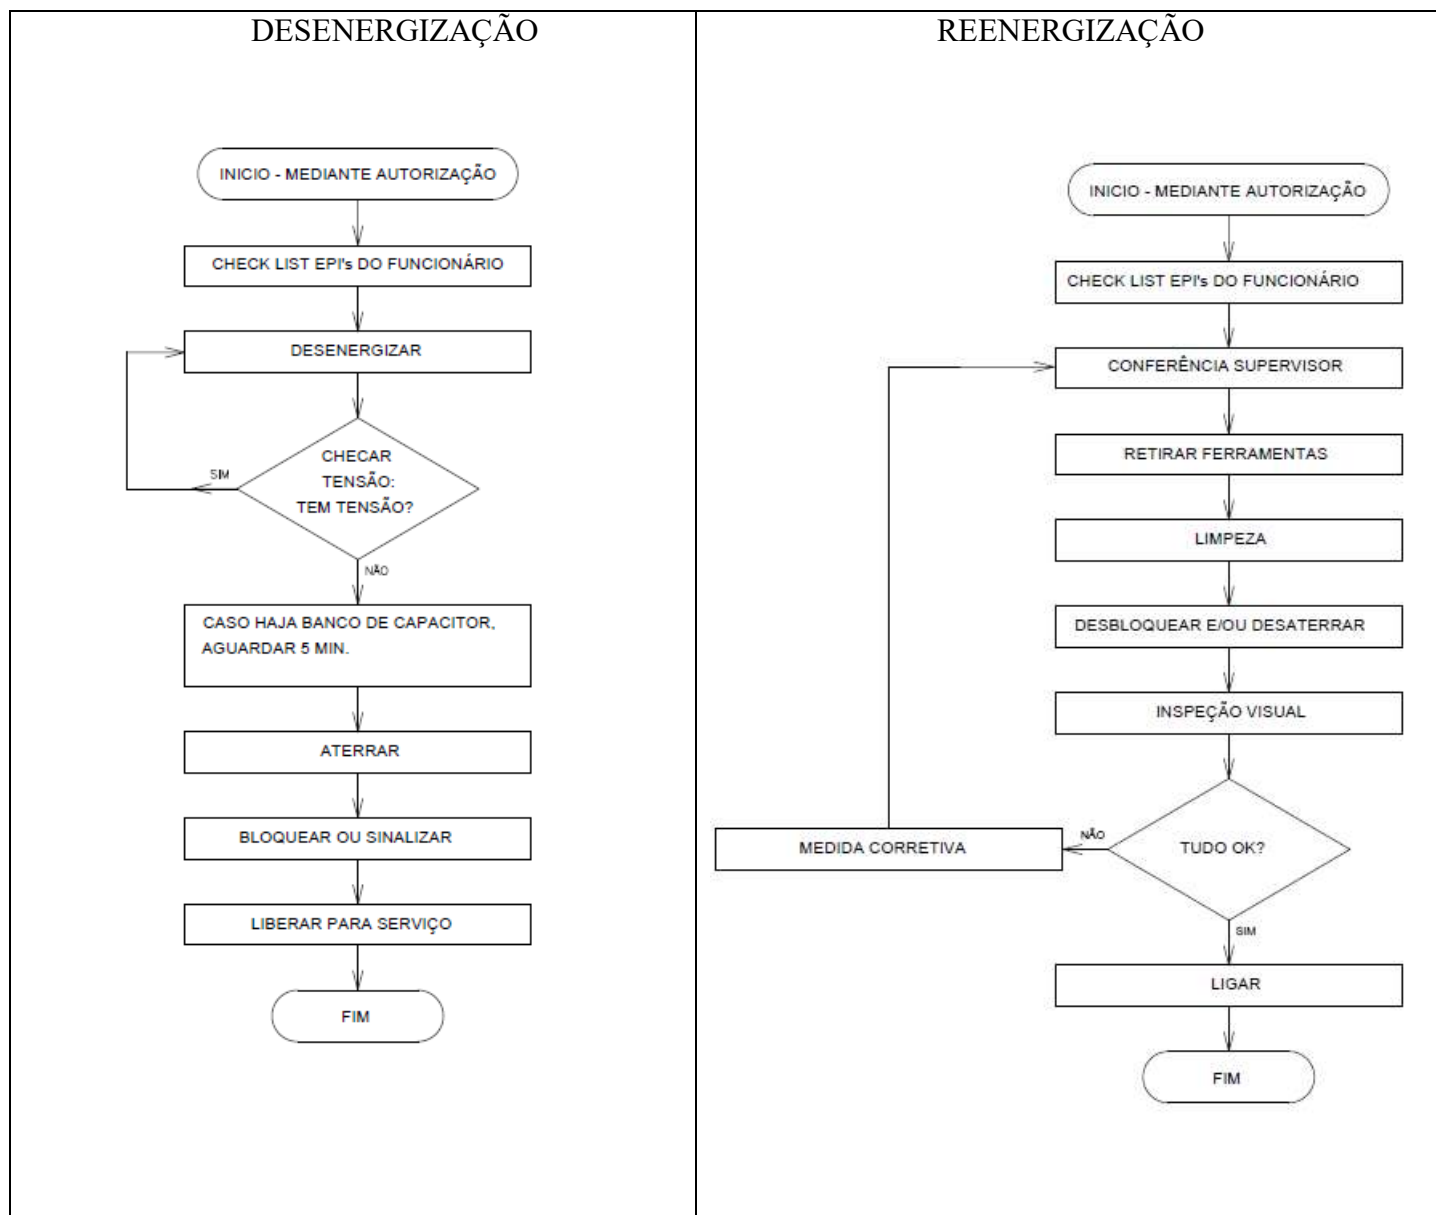 DESENERGIZAÇÃO
INICIO - MEDIANTE AUTORIZAÇÃO
CHECK LIST EPI's DO FUNCIONÁRIO
DESENERGIZAR
CHECAR
TENSÃO:
TEM TENSÃO?
SIM
NÃO
CASO HAJA BANCO DE CAPACITOR,
AGUARDAR 5 MIN.
ATERRAR
BLOQUEAR OU SINALIZAR
LIBERAR PARA SERVIÇO
FIM
REENERGIZAÇÃO
INICIO - MEDIANTE AUTORIZAÇÃO
CHECK LIST EPI's DO FUNCIONÁRIO
CONFERÊNCIA SUPERVISOR
RETIRAR FERRAMENTAS
LIMPEZA
DESBLOQUEAR E/OU DESATERRAR
INSPEÇÃO VISUAL
TUDO OK?
NÃO
MEDIDA CORRETIVA
SIM
LIGAR
FIM